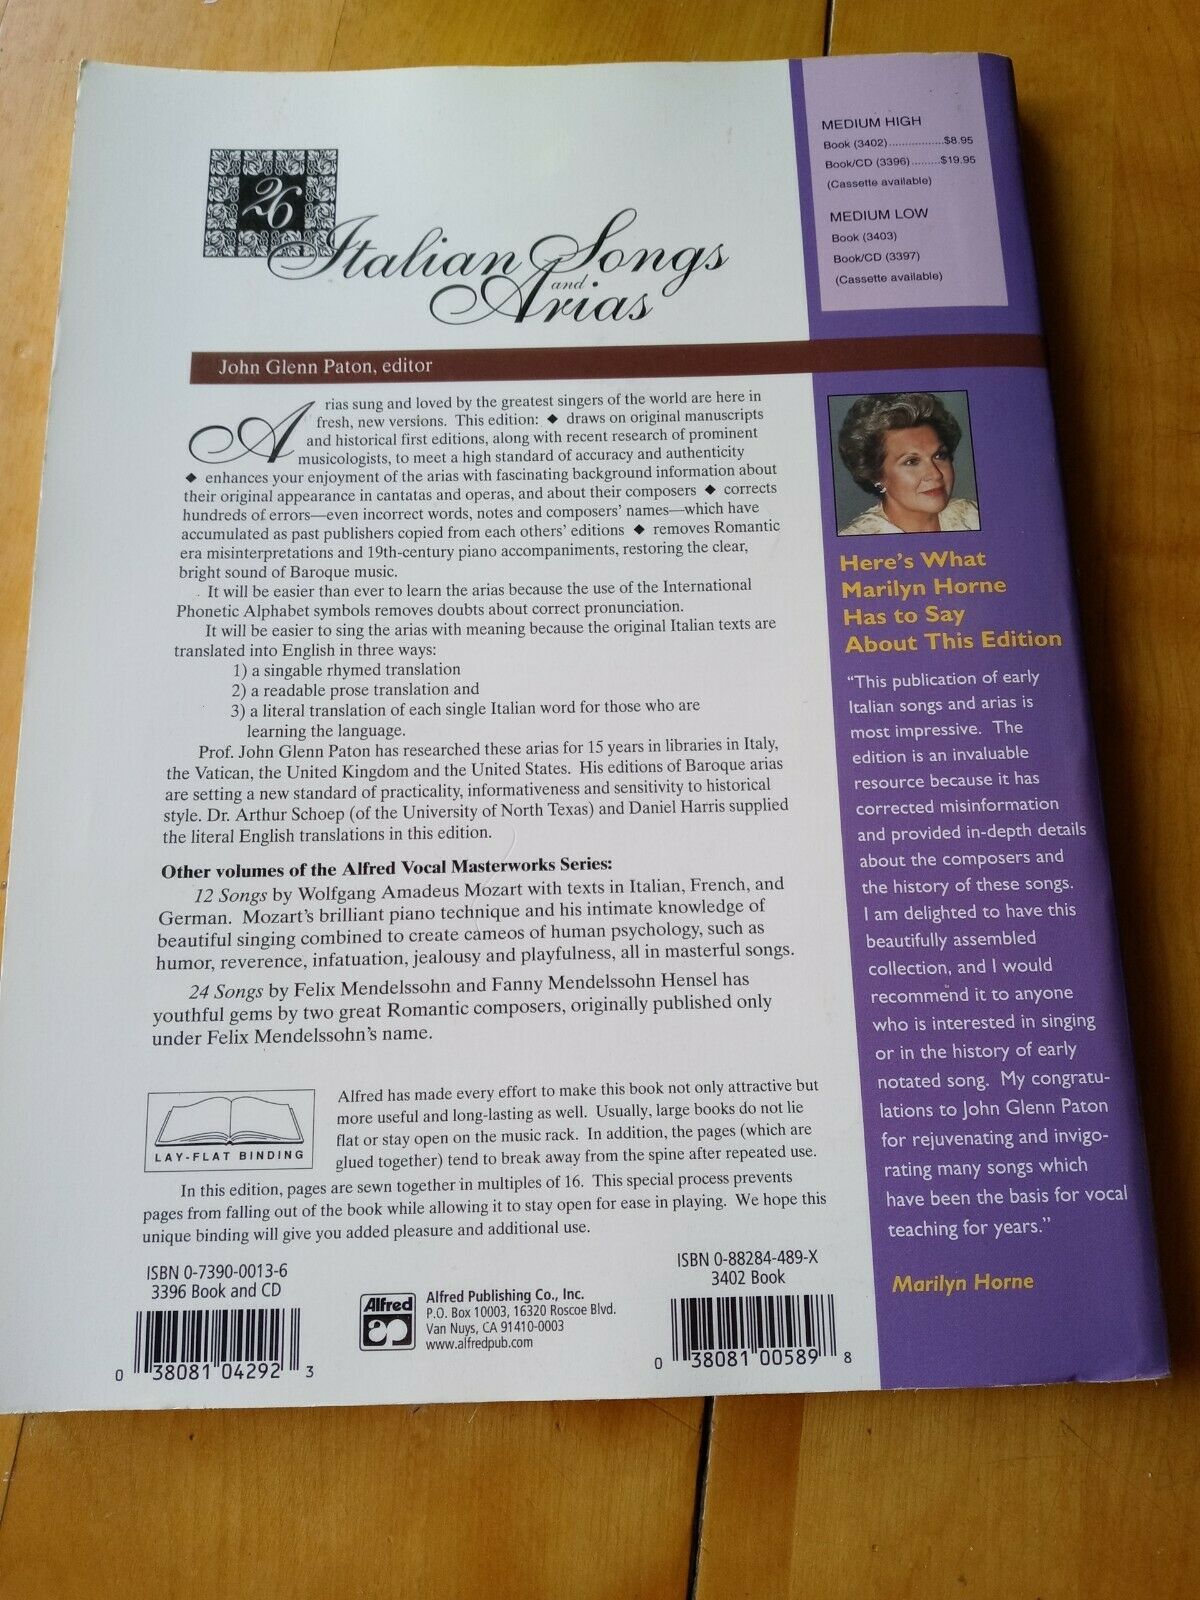 26
Italian Songs
and
Arias
John Glenn Paton, editor
Arias sung and loved by the greatest singers of the world are here in
fresh, new versions. This edition: ◆ draws on original manuscripts
and historical first editions, along with recent research of prominent
musicologists, to meet a high standard of accuracy and authenticity
◆ enhances your enjoyment of the arias with fascinating background information about
their original appearance in cantatas and operas, and about their composers ◆ corrects
hundreds of errors—even incorrect words, notes and composers' names—which have
accumulated as past publishers copied from each others' editions ◆ removes Romantic
era misinterpretations and 19th-century piano accompaniments, restoring the clear,
bright sound of Baroque music.
It will be easier than ever to learn the arias because the use of the International
Phonetic Alphabet symbols removes doubts about correct pronunciation.
It will be easier to sing the arias with meaning because the original Italian texts are
translated into English in three ways:
1) a singable rhymed translation
2) a readable prose translation and
3) a literal translation of each single Italian word for those who are
learning the language.
Prof. John Glenn Paton has researched these arias for 15 years in libraries in Italy,
the Vatican, the United Kingdom and the United States. His editions of Baroque arias
are setting a new standard of practicality, informativeness and sensitivity to historical
style. Dr. Arthur Schoep (of the University of North Texas) and Daniel Harris supplied
the literal English translations in this edition.
Other volumes of the Alfred Vocal Masterworks Series:
12 Songs by Wolfgang Amadeus Mozart with texts in Italian, French, and
German. Mozart's brilliant piano technique and his intimate knowledge of
beautiful singing combined to create cameos of human psychology, such as
humor, reverence, infatuation, jealousy and playfulness, all in masterful songs.
24 Songs by Felix Mendelssohn and Fanny Mendelssohn Hensel has
youthful gems by two great Romantic composers, originally published only
under Felix Mendelssohn's name.
LAY-FLAT BINDING
Alfred has made every effort to make this book not only attractive but
more useful and long-lasting as well. Usually, large books do not lie
flat or stay open on the music rack. In addition, the pages (which are
glued together) tend to break away from the spine after repeated use.
In this edition, pages are sewn together in multiples of 16. This special process prevents
pages from falling out of the book while allowing it to stay open for ease in playing. We hope this
unique binding will give you added pleasure and additional use.
ISBN 0-7390-0013-6
3396 Book and CD
0 38081 04292 3
Alfred
Alfred Publishing Co., Inc.
P.O. Box 10003, 16320 Roscoe Blvd.
Van Nuys, CA 91410-0003
www.alfredpub.com
ISBN 0-88284-489-X
3402 Book
0 38081 00589 8
MEDIUM HIGH
Book (3402).................$8.95
Book/CD (3396).........$19.95
(Cassette available)
MEDIUM LOW
Book (3403)
Book/CD (3397)
(Cassette available)
Here's What
Marilyn Horne
Has to Say
About This Edition
"This publication of early
Italian songs and arias is
most impressive. The
edition is an invaluable
resource because it has
corrected misinformation
and provided in-depth details
about the composers and
the history of these songs.
I am delighted to have this
beautifully assembled
collection, and I would
recommend it to anyone
who is interested in singing
or in the history of early
notated song. My congratu-
lations to John Glenn Paton
for rejuvenating and invigo-
rating many songs which
have been the basis for vocal
teaching for years."
Marilyn Horne